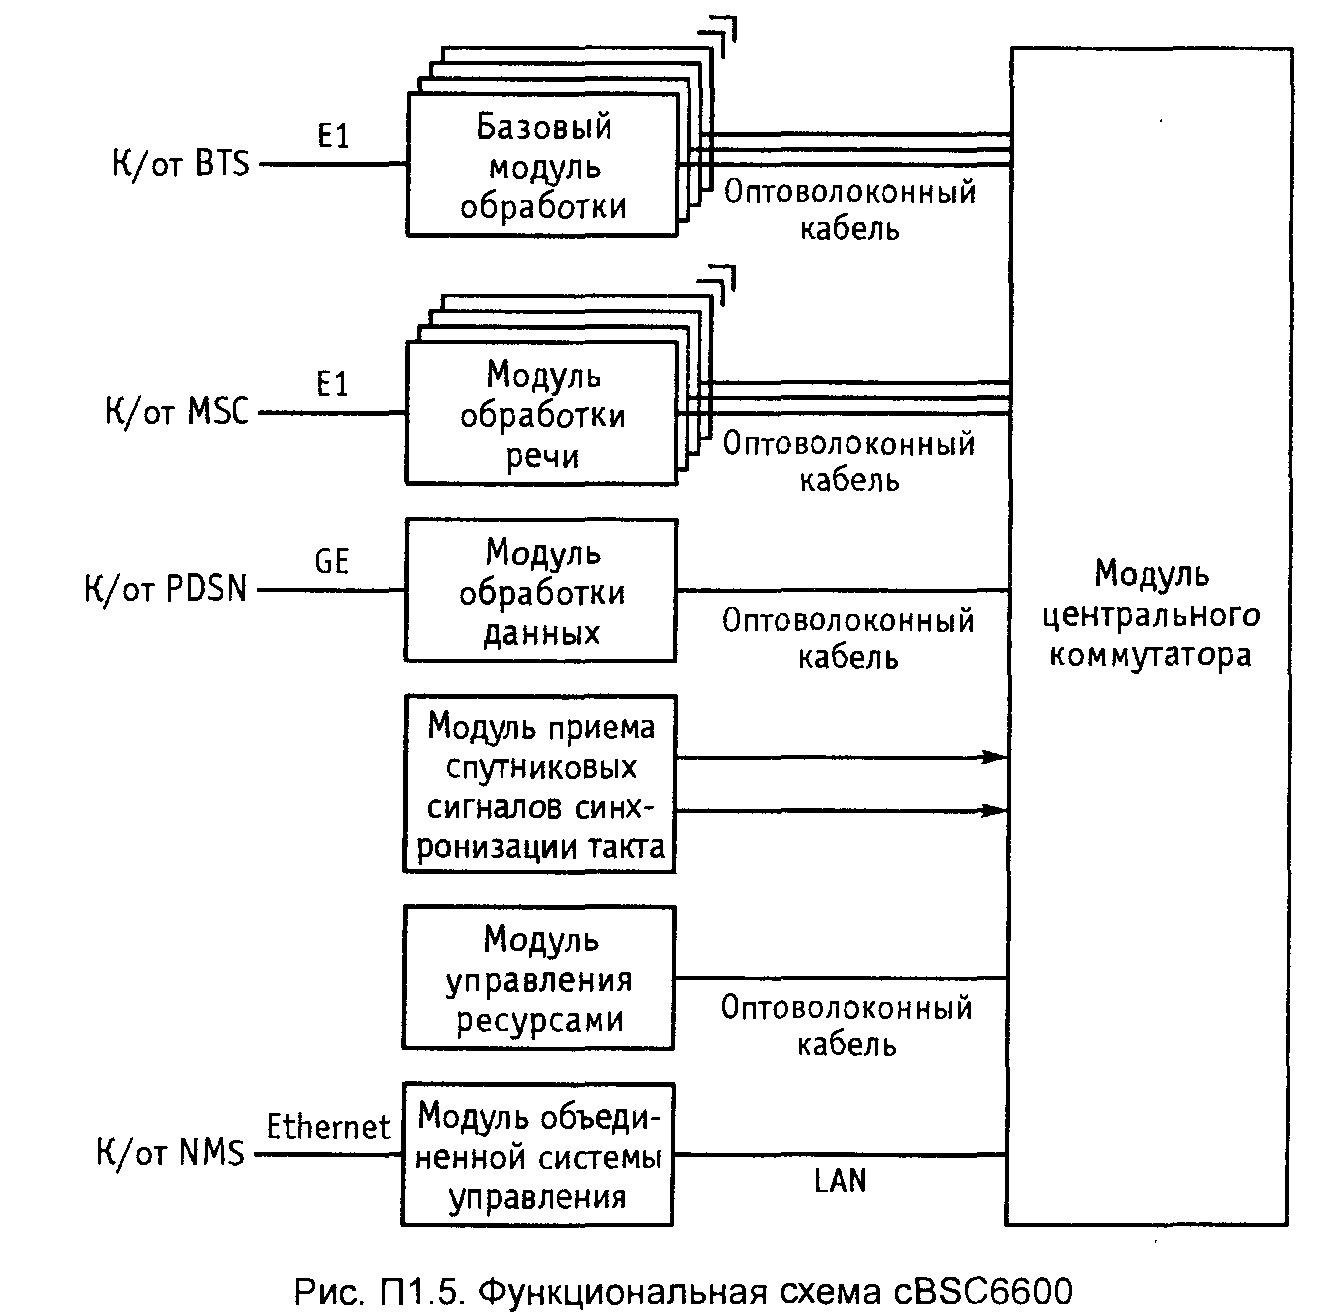 К/от BTS
E1
Базовый
модуль
обработки
Оптоволоконный
кабель
К/от MSC
E1
Модуль
обработки
речи
Оптоволоконный
кабель
К/от PDSN
GE
Модуль
обработки
данных
Оптоволоконный
кабель
Модуль приема
спутниковых
сигналов синх-
ронизации такта
Модуль
управления
ресурсами
Оптоволоконный
кабель
К/от NMS
Ethernet
Модуль объеди-
ненной системы
управления
LAN
Модуль
центрального
коммутатора
Рис. П1.5. Функциональная схема cBSC6600